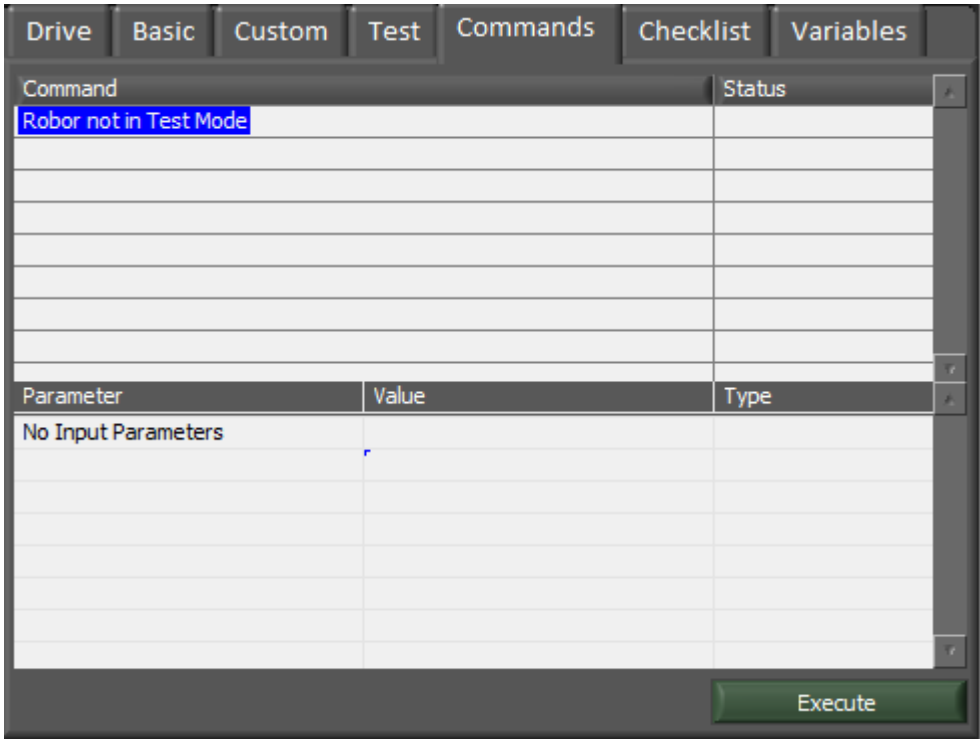 Drive Basic Custom Test Commands Checklist Variables
Command Status
Robor not in Test Mode
Parameter Value Type
No Input Parameters
Execute